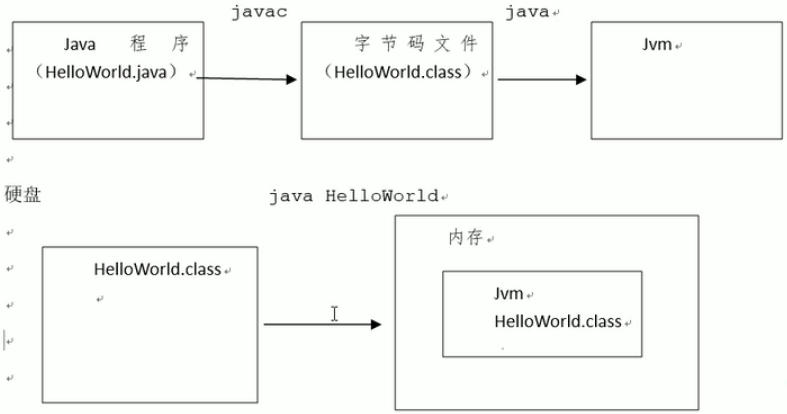 javac
java
Java 程序
（HelloWorld.java）
字节码文件
（HelloWorld.class）
Jvm
硬盘
java HelloWorld
HelloWorld.class
内存
Jvm
HelloWorld.class